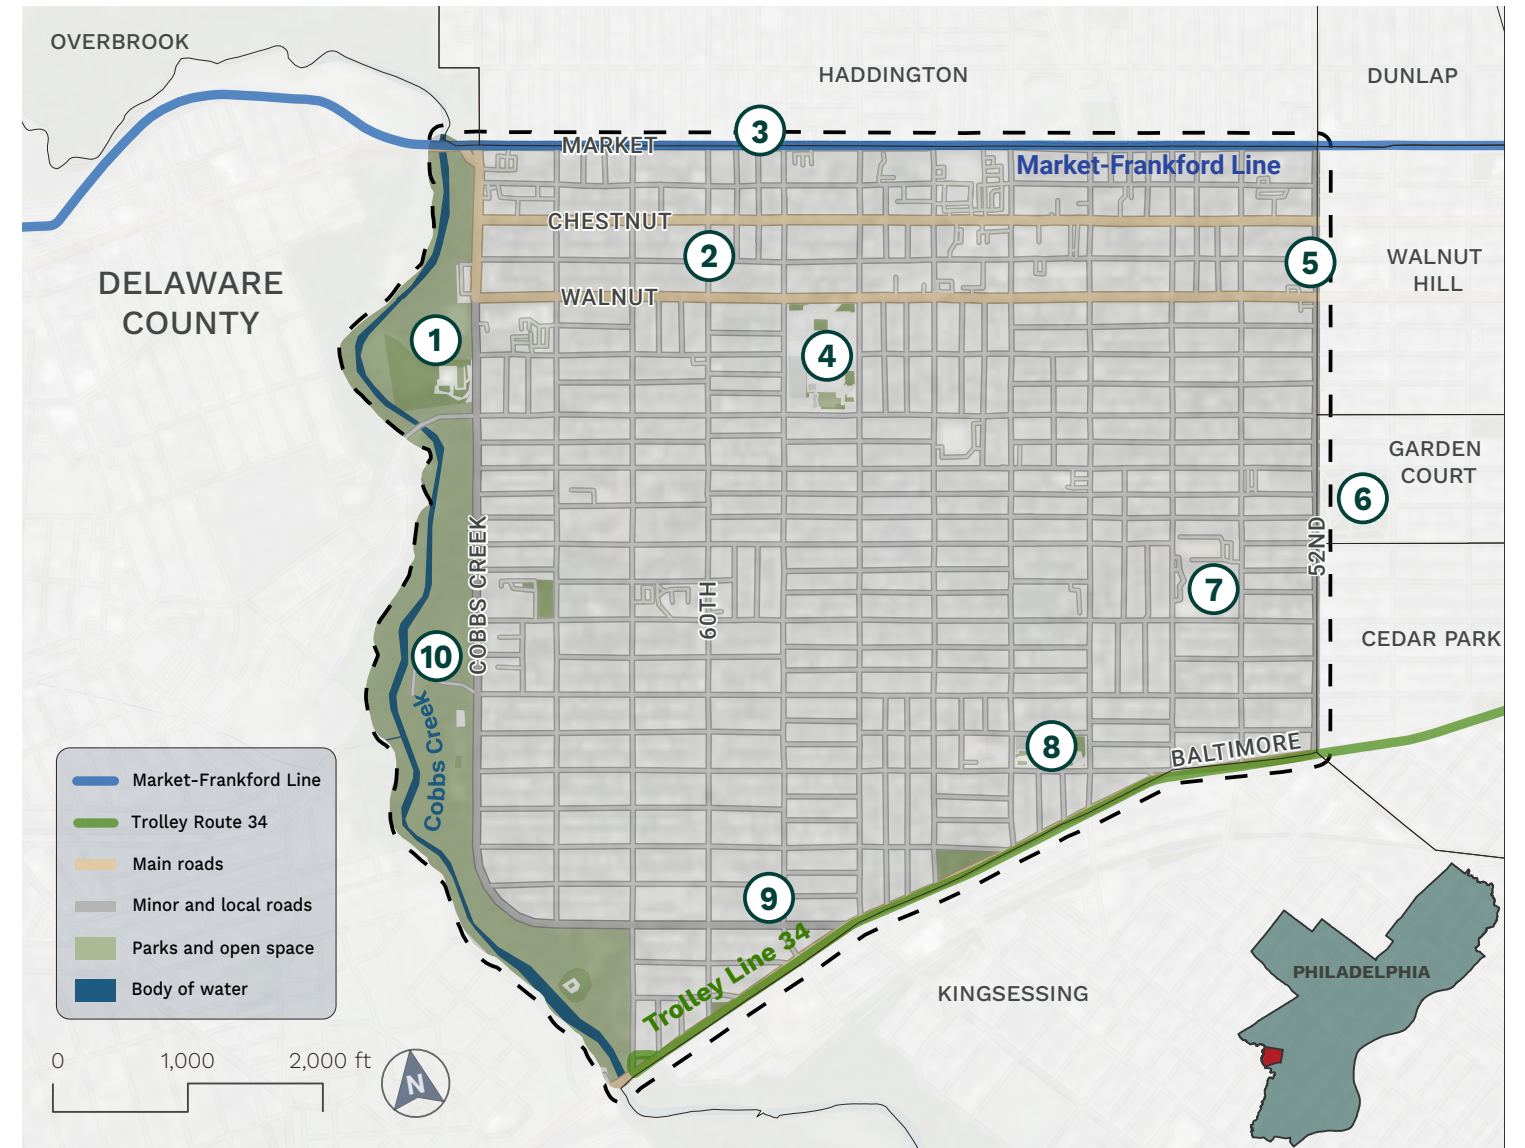 OVERBROOK
HADDINGTON
DUNLAP
3
MARKET
Market-Frankford Line
CHESTNUT
2
5
WALNUT
HILL
DELAWARE
COUNTY
WALNUT
1
4
GARDEN
COURT
6
COBBS CREEK
52ND
60TH
7
10
CEDAR PARK
Cobbs Creek
8
BALTIMORE
Market-Frankford Line
Trolley Route 34
Main roads
Minor and local roads
Parks and open space
Body of water
9
Trolley Line 34
KINGSESSING
PHILADELPHIA
0 1,000 2,000 ft
N